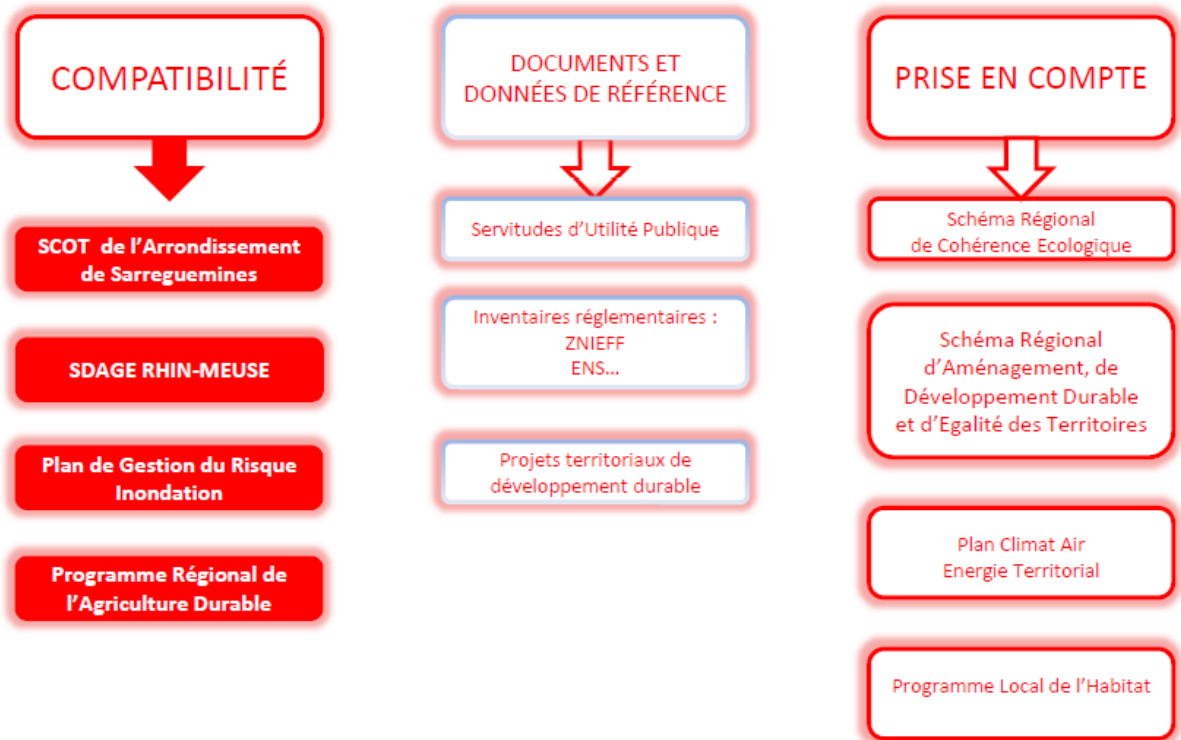 COMPATIBILITÉ
SCOT de l'Arrondissement
de Sarreguemines
SDAGE RHIN-MEUSE
Plan de Gestion du Risque
Inondation
Programme Régional de
l'Agriculture Durable
DOCUMENTS ET
DONNÉES DE RÉFÉRENCE
Servitudes d'Utilité Publique
Inventaires réglementaires :
ZNIEFF
ENS...
Projets territoriaux de
développement durable
PRISE EN COMPTE
Schéma Régional
de Cohérence Ecologique
Schéma Régional
d'Aménagement, de
Développement Durable
et d'Egalité des Territoires
Plan Climat Air
Energie Territorial
Programme Local de l'Habitat